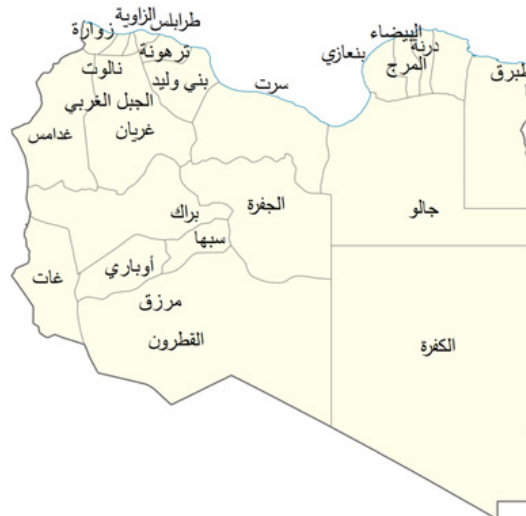 طرابلس
الزاوية
زوارة
ترهونة
نالوت
بني وليد
الجبل الغربي
غريان
غدامس
سرت
بنغازي
البيضاء
درنة
المرج
طبرق
الجفرة
جالو
براك
سبها
أوباري
غات
مرزق
القطرون
الكفرة